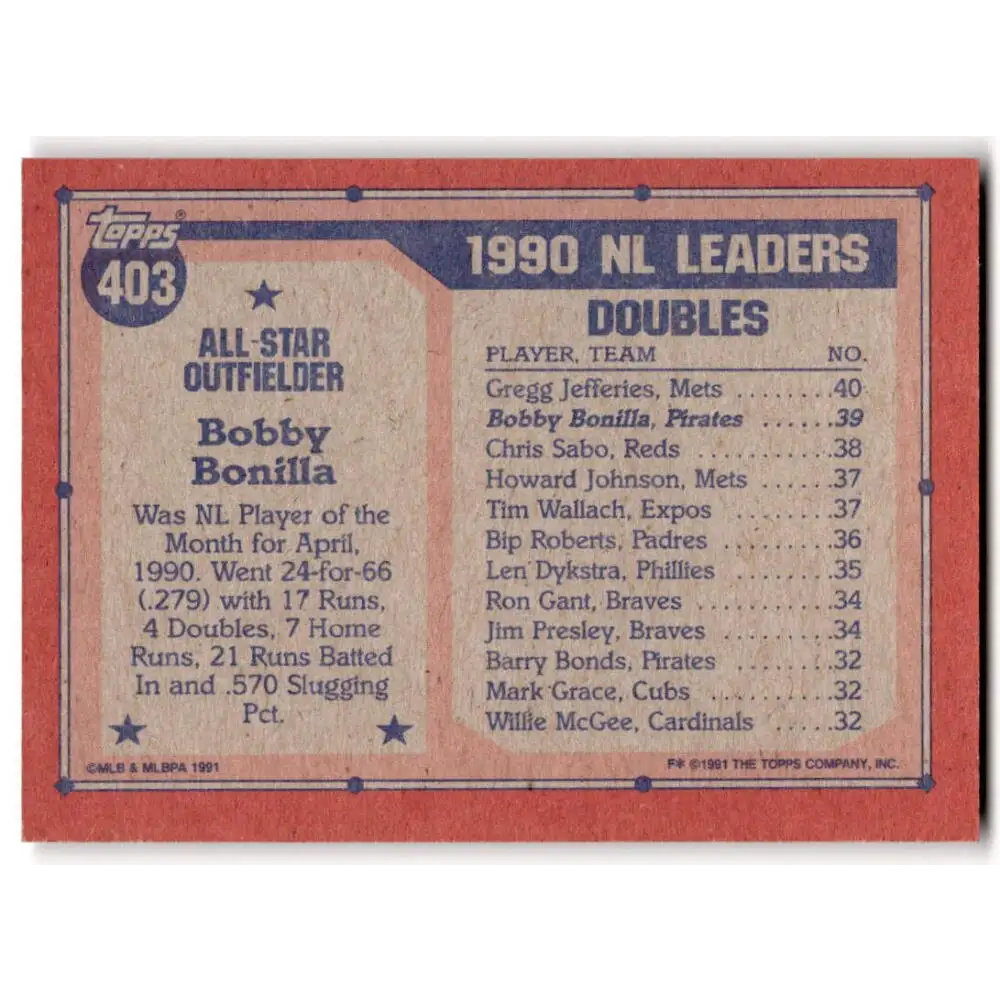 Topps®
403
ALL-STAR
OUTFIELDER
Bobby
Bonilla
Was NL Player of the
Month for April,
1990. Went 24-for-66
(.279) with 17 Runs,
4 Doubles, 7 Home
Runs, 21 Runs Batted
In and .570 Slugging
Pct.
©MLB & MLBPA 1991
1990 NL LEADERS
DOUBLES
PLAYER, TEAM NO.
Gregg Jefferies, Mets ........ 40
Bobby Bonilla, Pirates ...... 39
Chris Sabo, Reds .......... 38
Howard Johnson, Mets ..... 37
Tim Wallach, Expos ........ 37
Bip Roberts, Padres ......... 36
Len Dykstra, Phillies ........ 35
Ron Gant, Braves .......... 34
Jim Presley, Braves ......... 34
Barry Bonds, Pirates ........ 32
Mark Grace, Cubs .......... 32
Willie McGee, Cardinals ..... 32
F* ©1991 THE TOPPS COMPANY, INC.